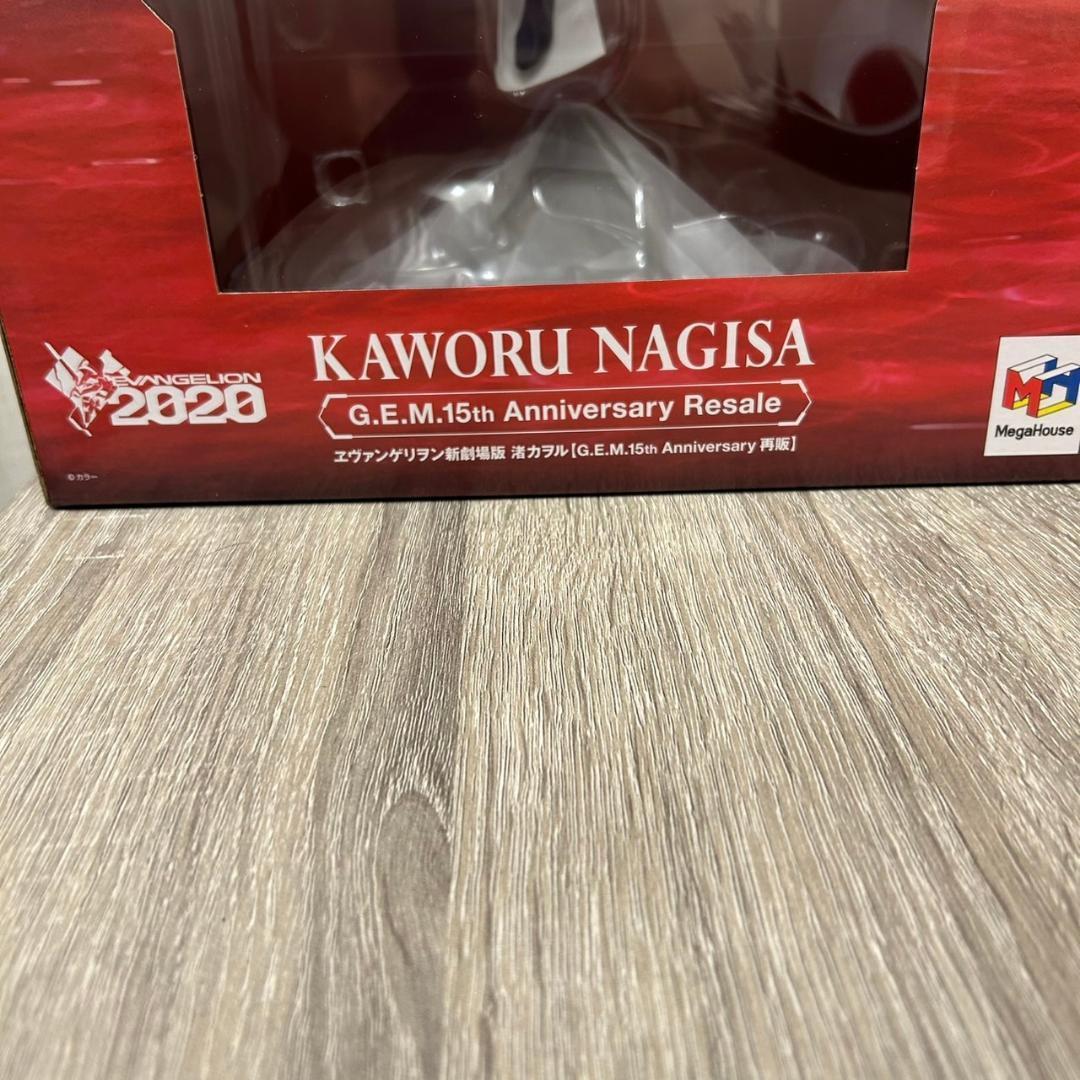 KAWORU NAGISA
EVANGELION
2020
G.E.M.15th Anniversary Resale
ヱヴァンゲリヲン新劇場版 渚カヲル【G.E.M.15th Anniversary 再販】
©カラー
MH
MegaHouse